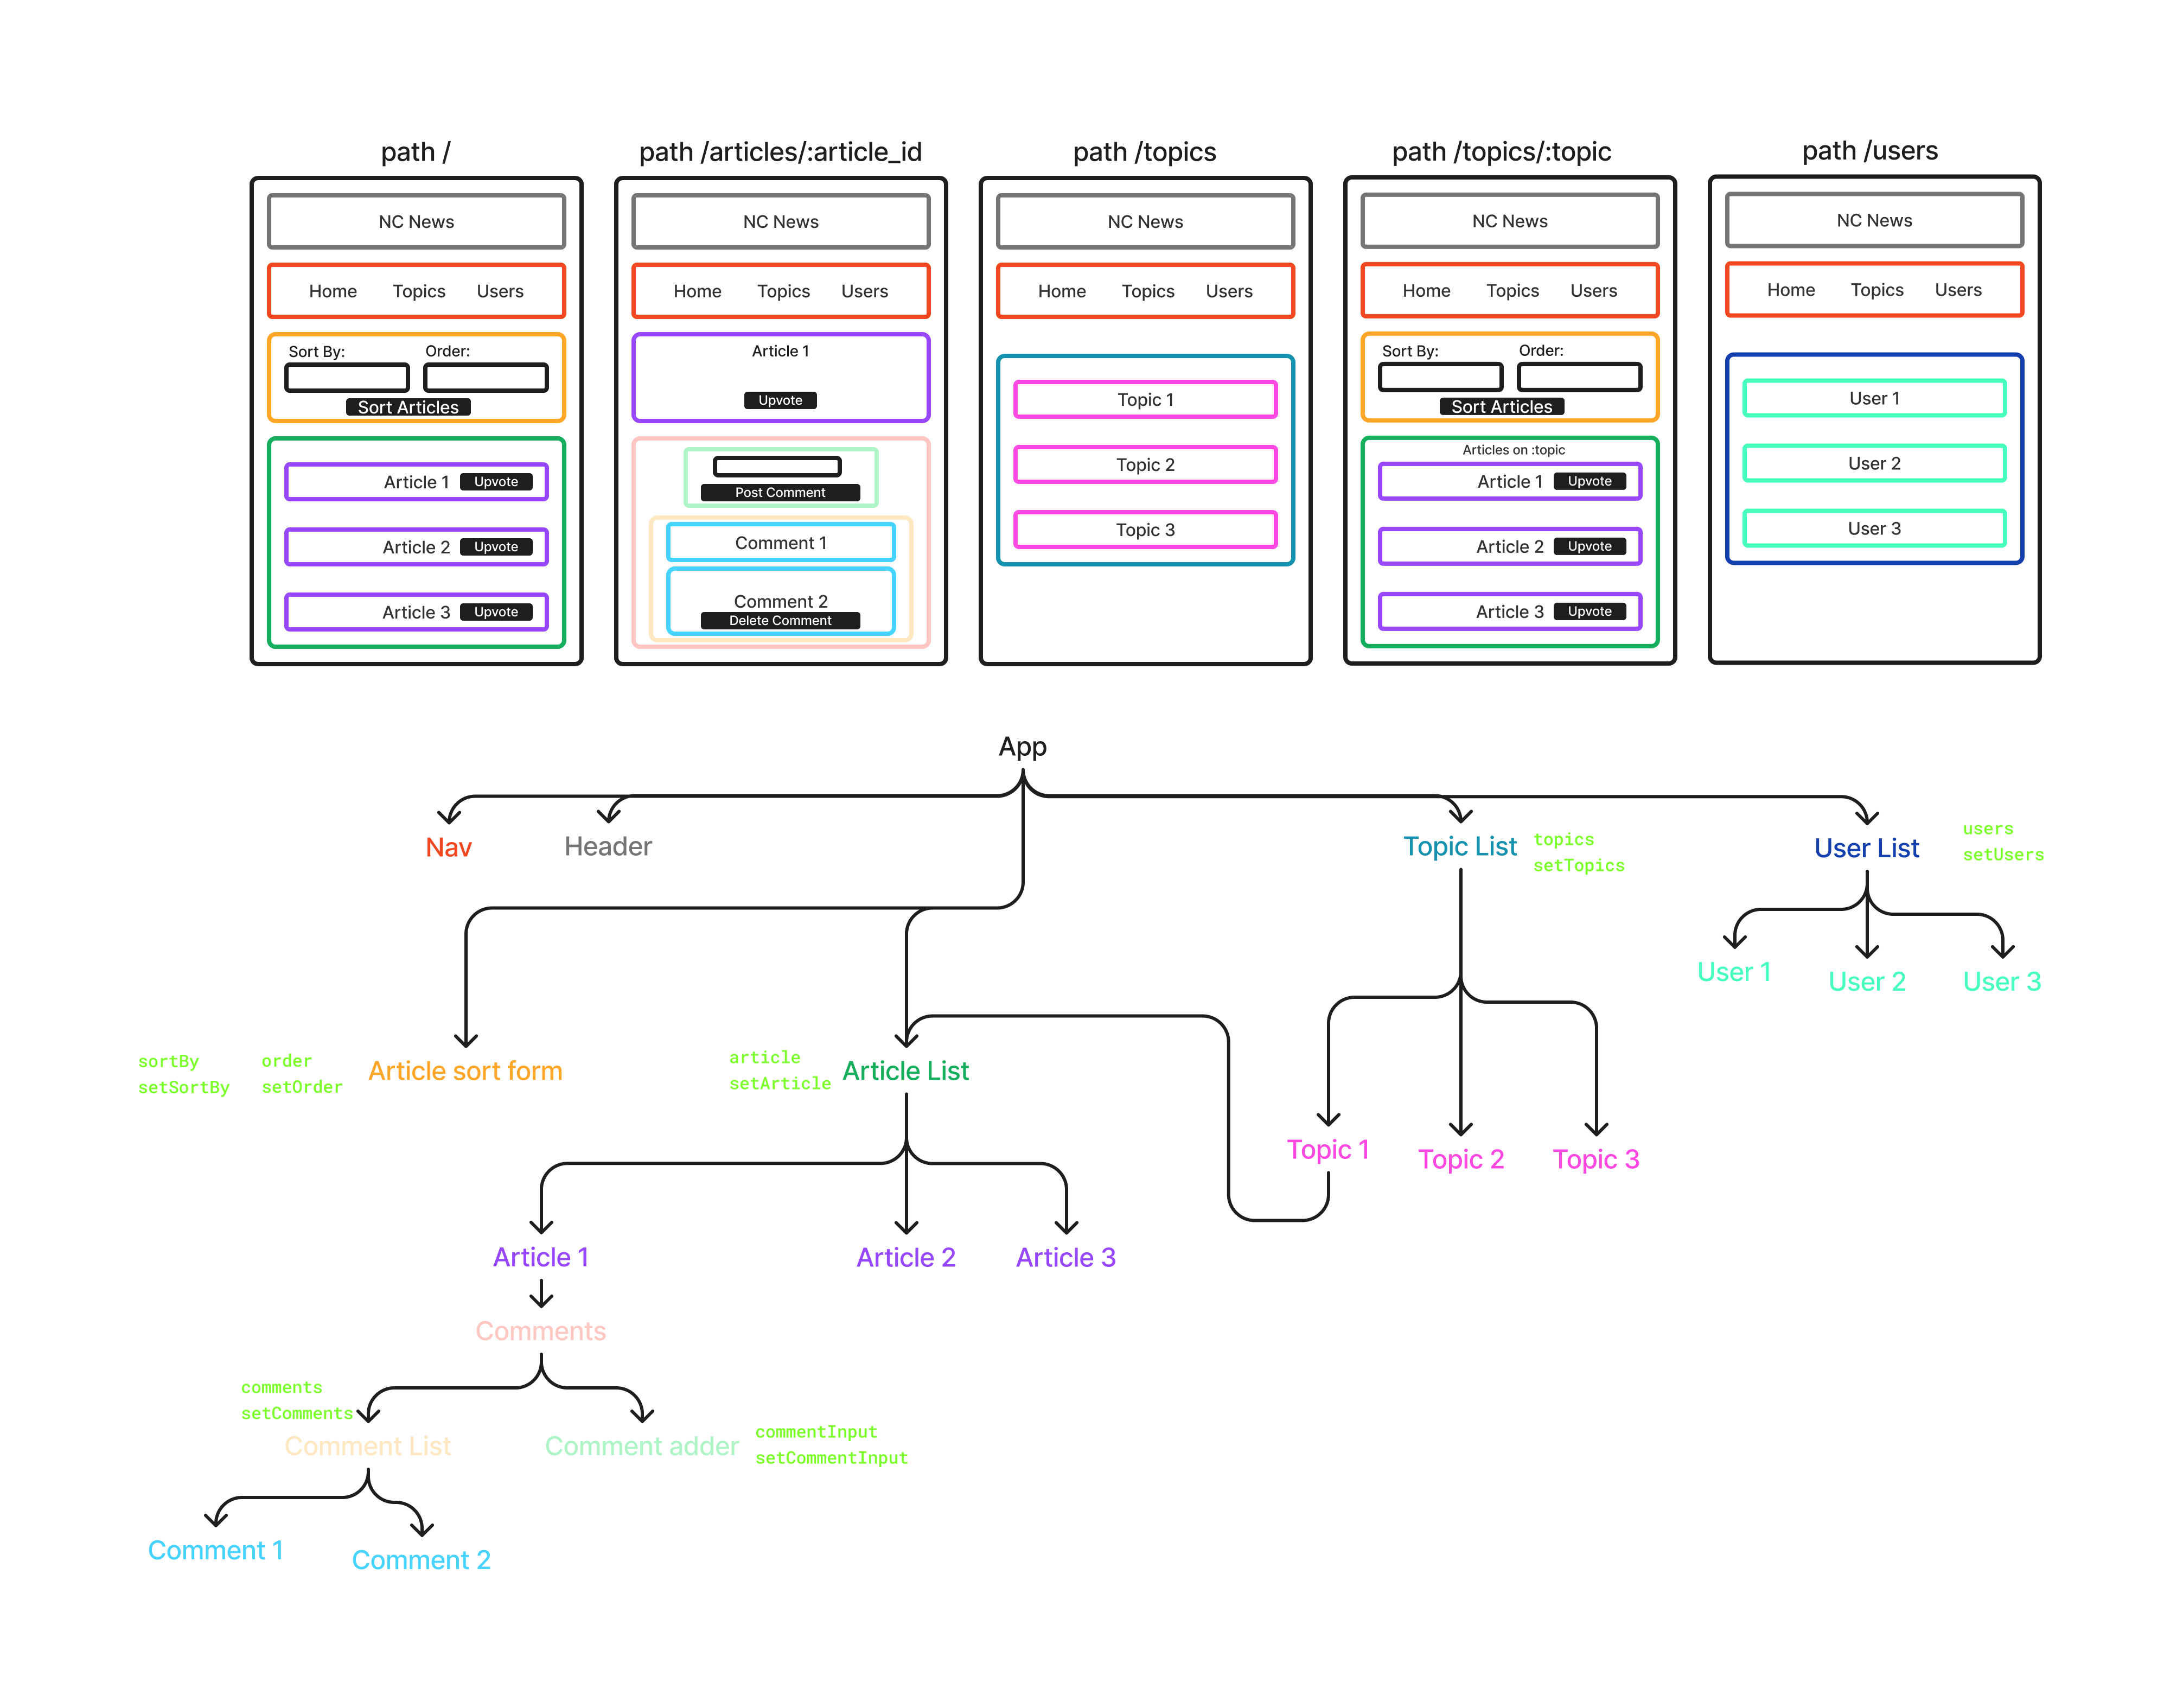 path /
NC News
Home Topics Users
Sort By: Order:
Sort Articles
Article 1 Upvote
Article 2 Upvote
Article 3 Upvote
path /articles/:article_id
NC News
Home Topics Users
Article 1
Upvote
Post Comment
Comment 1
Comment 2
Delete Comment
path /topics
NC News
Home Topics Users
Topic 1
Topic 2
Topic 3
path /topics/:topic
NC News
Home Topics Users
Sort By: Order:
Sort Articles
Articles on :topic
Article 1 Upvote
Article 2 Upvote
Article 3 Upvote
path /users
NC News
Home Topics Users
User 1
User 2
User 3
App
Nav
Header
Topic List
topics
setTopics
User List
users
setUsers
User 1
User 2
User 3
sortBy
setSortBy
order
setOrder
Article sort form
article
setArticle
Article List
Topic 1
Topic 2
Topic 3
Article 1
Article 2
Article 3
Comments
comments
setComments
Comment List
Comment adder
commentInput
setCommentInput
Comment 1
Comment 2